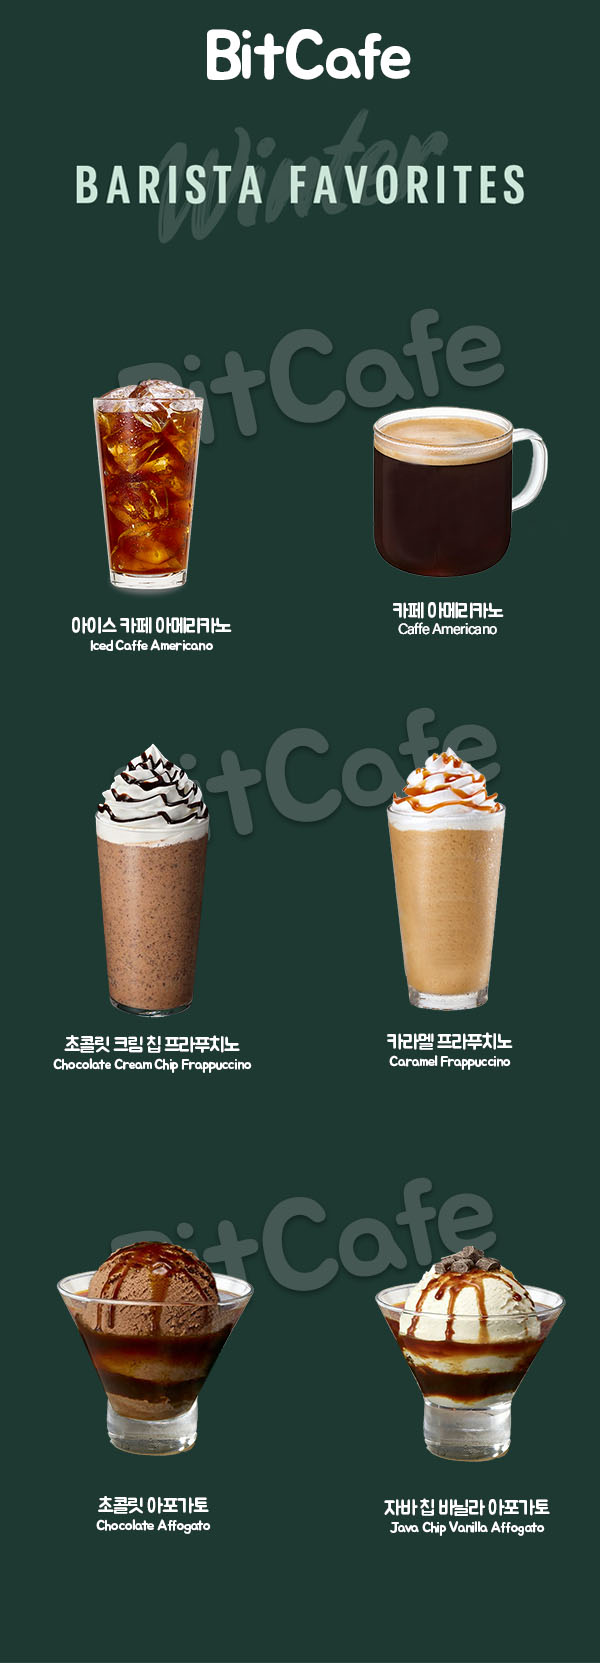 BitCafe
Winter
BARISTA FAVORITES
BitCafe
아이스 카페 아메리카노
Iced Caffe Americano
카페 아메리카노
Caffe Americano
BitCafe
초콜릿 크림 칩 프라푸치노
Chocolate Cream Chip Frappuccino
카라멜 프라푸치노
Caramel Frappuccino
BitCafe
초콜릿 아포가토
Chocolate Affogato
자바 칩 바닐라 아포가토
Java Chip Vanilla Affogato